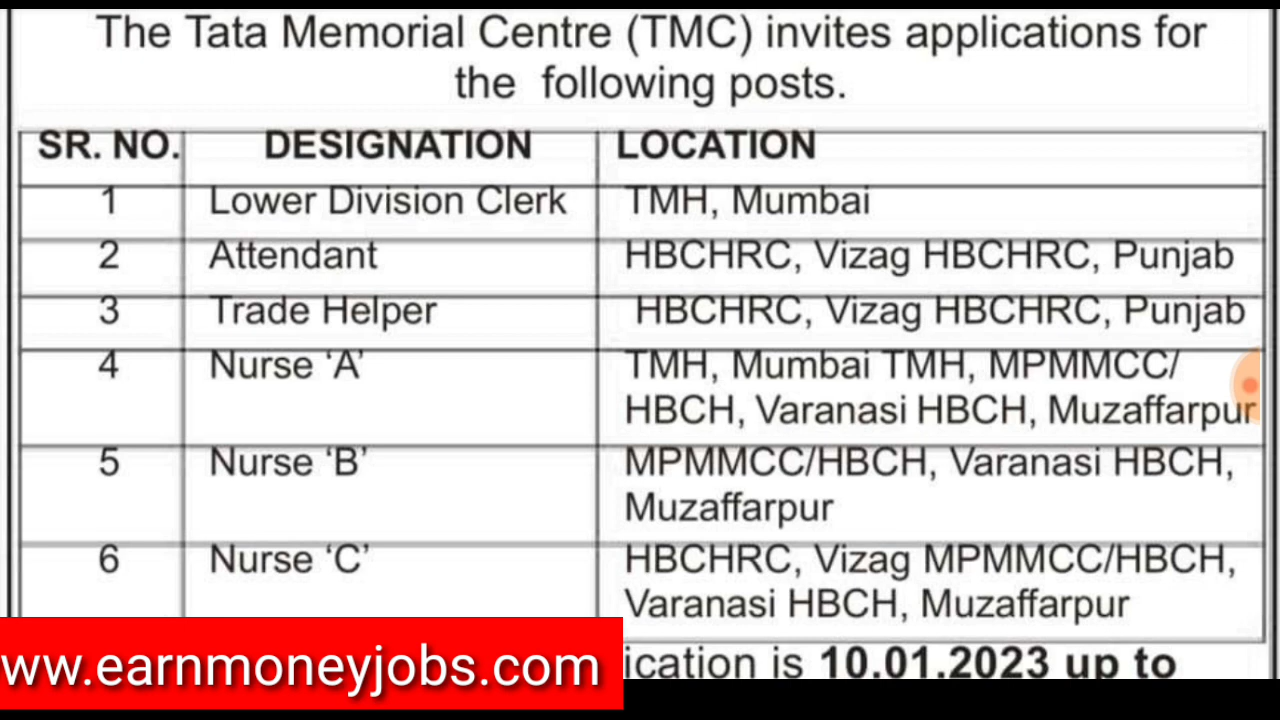 The Tata Memorial Centre (TMC) invites applications for
the following posts.
SR. NO. DESIGNATION LOCATION
1 Lower Division Clerk TMH, Mumbai
2 Attendant HBCHRC, Vizag HBCHRC, Punjab
3 Trade Helper HBCHRC, Vizag HBCHRC, Punjab
4 Nurse ‘A’ TMH, Mumbai TMH, MPMMCC/
HBCH, Varanasi HBCH, Muzaffarpur
5 Nurse ‘B’ MPMMCC/HBCH, Varanasi HBCH,
Muzaffarpur
6 Nurse ‘C’ HBCHRC, Vizag MPMMCC/HBCH,
Varanasi HBCH, Muzaffarpur
ication is 10.01.2023 up to
ww.earnmoneyjobs.com